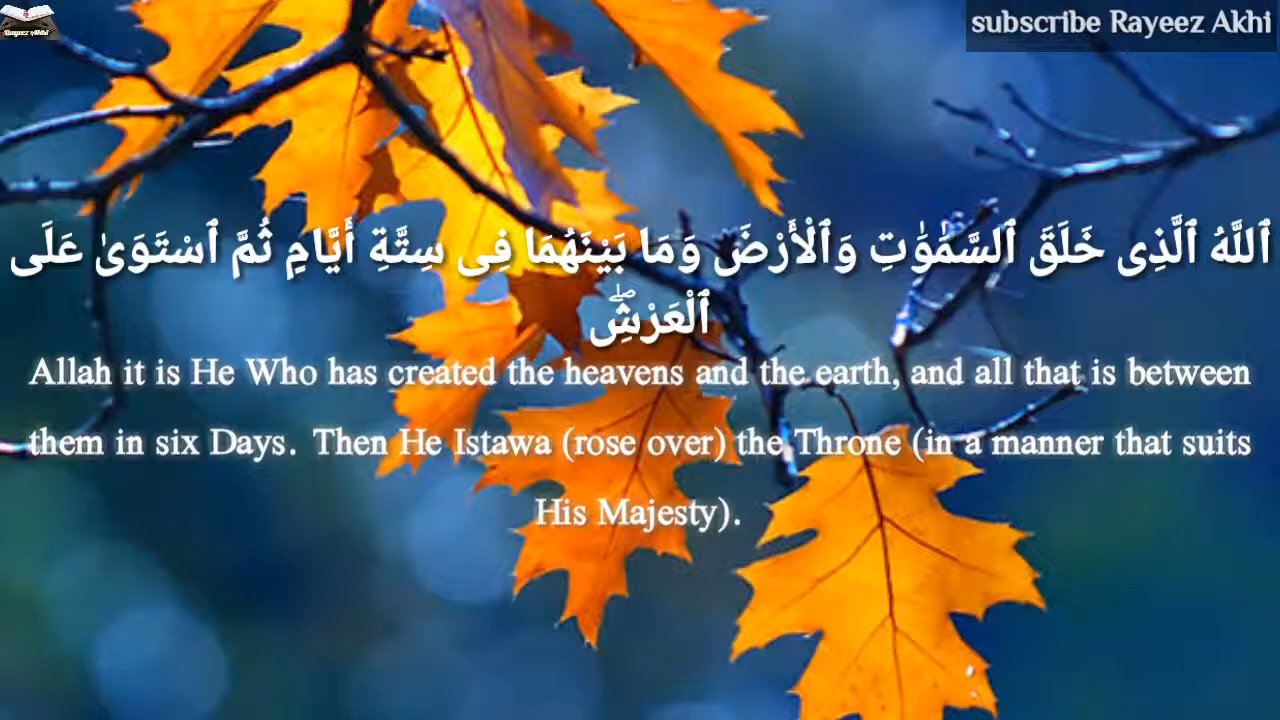 Rayeez Akhi
subscribe Rayeez Akhi
ٱللَّهُ ٱلَّذِى خَلَقَ ٱلسَّمَٰوَٰتِ وَٱلْأَرْضَ وَمَا بَيْنَهُمَا فِى سِتَّةِ أَيَّامٍ ثُمَّ ٱسْتَوَىٰ عَلَى
ٱلْعَرْشِ ۖ
Allah it is He Who has created the heavens and the earth, and all that is between
them in six Days. Then He Istawa (rose over) the Throne (in a manner that suits
His Majesty).